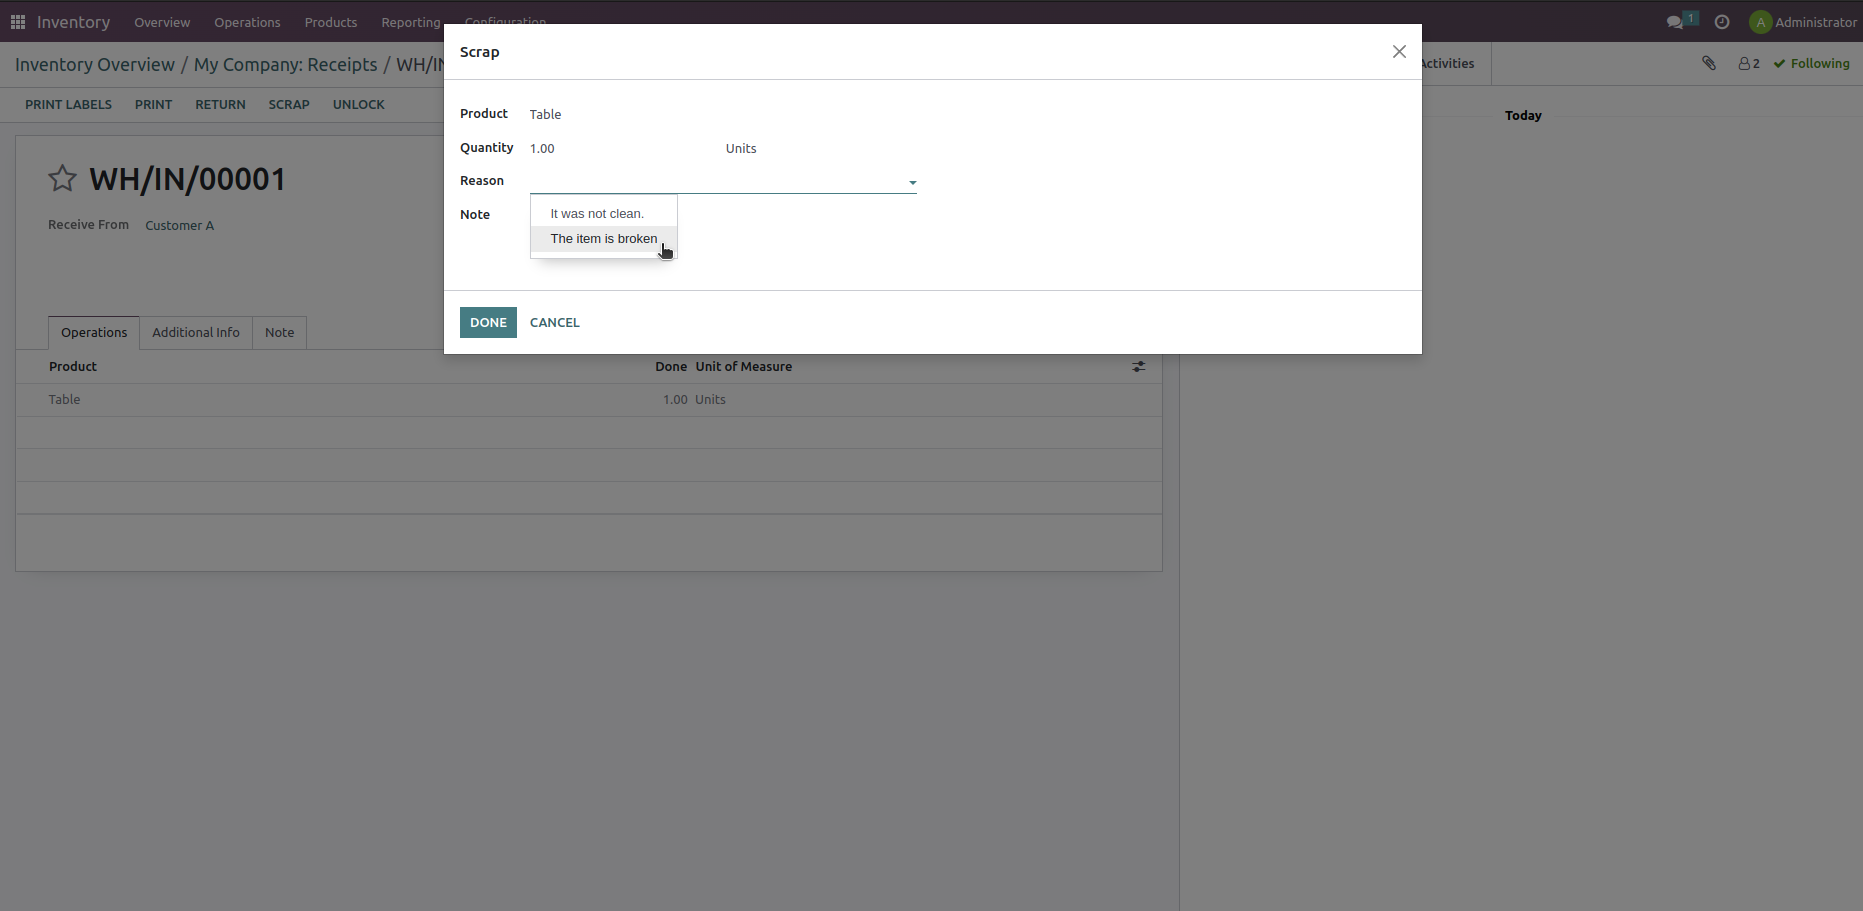 Inventory Overview Operations Products Reporting Configuration 1 A Administrator
Inventory Overview / My Company: Receipts / WH/IN
Activities 2 Following
PRINT LABELS PRINT RETURN SCRAP UNLOCK
WH/IN/00001
Receive From Customer A
Operations Additional Info Note
Product Done Unit of Measure
Table 1.00 Units
Scrap
Product Table
Quantity 1.00 Units
Reason
It was not clean.
The item is broken
Note
DONE CANCEL
Today